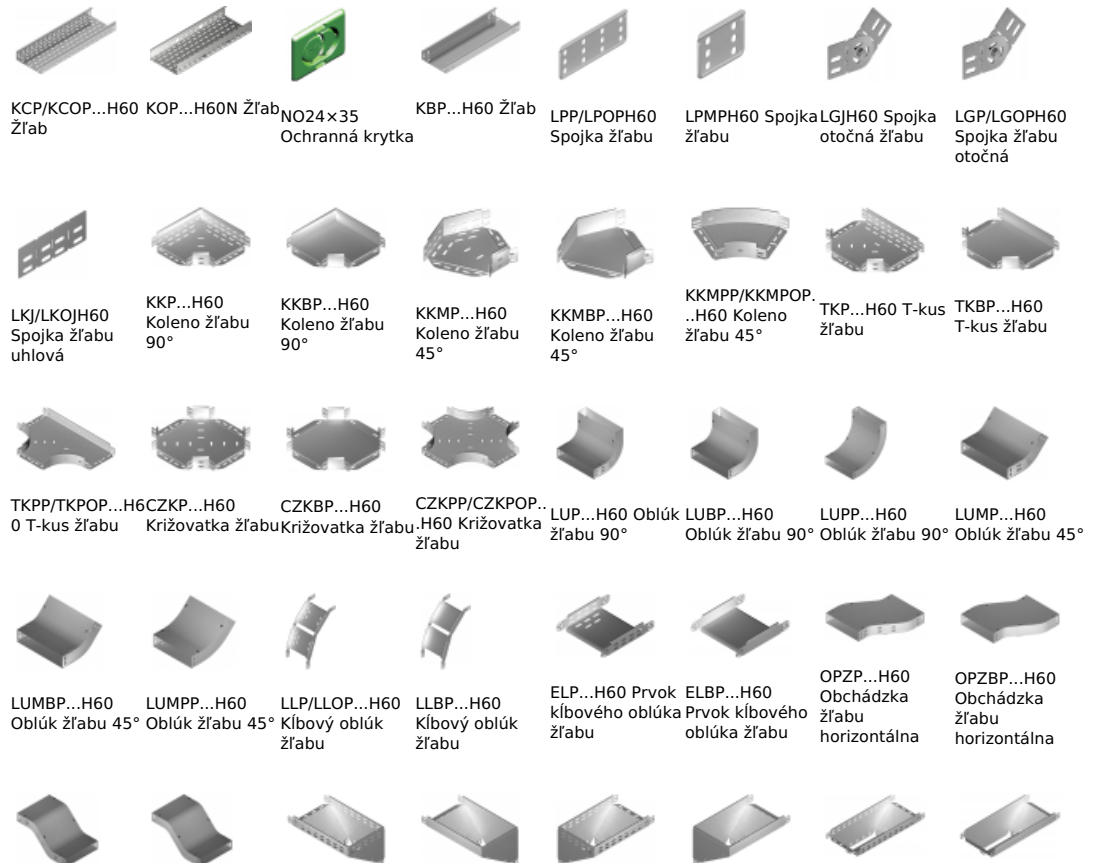 KCP/KCOP...H60
Žľab
KOP...H60N Žľab
NO24×35
Ochranná krytka
KBP...H60 Žľab
LPP/LPOPH60
Spojka žľabu
LPMPH60 Spojka
žľabu
LGJH60 Spojka
otočná žľabu
LGP/LGOPH60
Spojka žľabu
otočná
LKJ/LKOJH60
Spojka žľabu
uhlová
KKP...H60
Koleno žľabu
90°
KKBP...H60
Koleno žľabu
90°
KKMP...H60
Koleno žľabu
45°
KKMBP...H60
Koleno žľabu
45°
KKMPP/KKMPOP.
..H60 Koleno
žľabu 45°
TKP...H60 T-kus
žľabu
TKBP...H60
T-kus žľabu
TKPP/TKPOP...H6
0 T-kus žľabu
CZKP...H60
Križovatka žľabu
CZKBP...H60
Križovatka žľabu
CZKPP/CZKPOP..
.H60 Križovatka
žľabu
LUP...H60 Oblúk
žľabu 90°
LUBP...H60
Oblúk žľabu 90°
LUPP...H60
Oblúk žľabu 90°
LUMP...H60
Oblúk žľabu 45°
LUMBP...H60
Oblúk žľabu 45°
LUMPP...H60
Oblúk žľabu 45°
LLP/LLOP...H60
Kĺbový oblúk
žľabu
LLBP...H60
Kĺbový oblúk
žľabu
ELP...H60 Prvok
kĺbového oblúka
žľabu
ELBP...H60
Prvok kĺbového
oblúka žľabu
OPZP...H60
Obchádzka
žľabu
horizontálna
OPZBP...H60
Obchádzka
žľabu
horizontálna